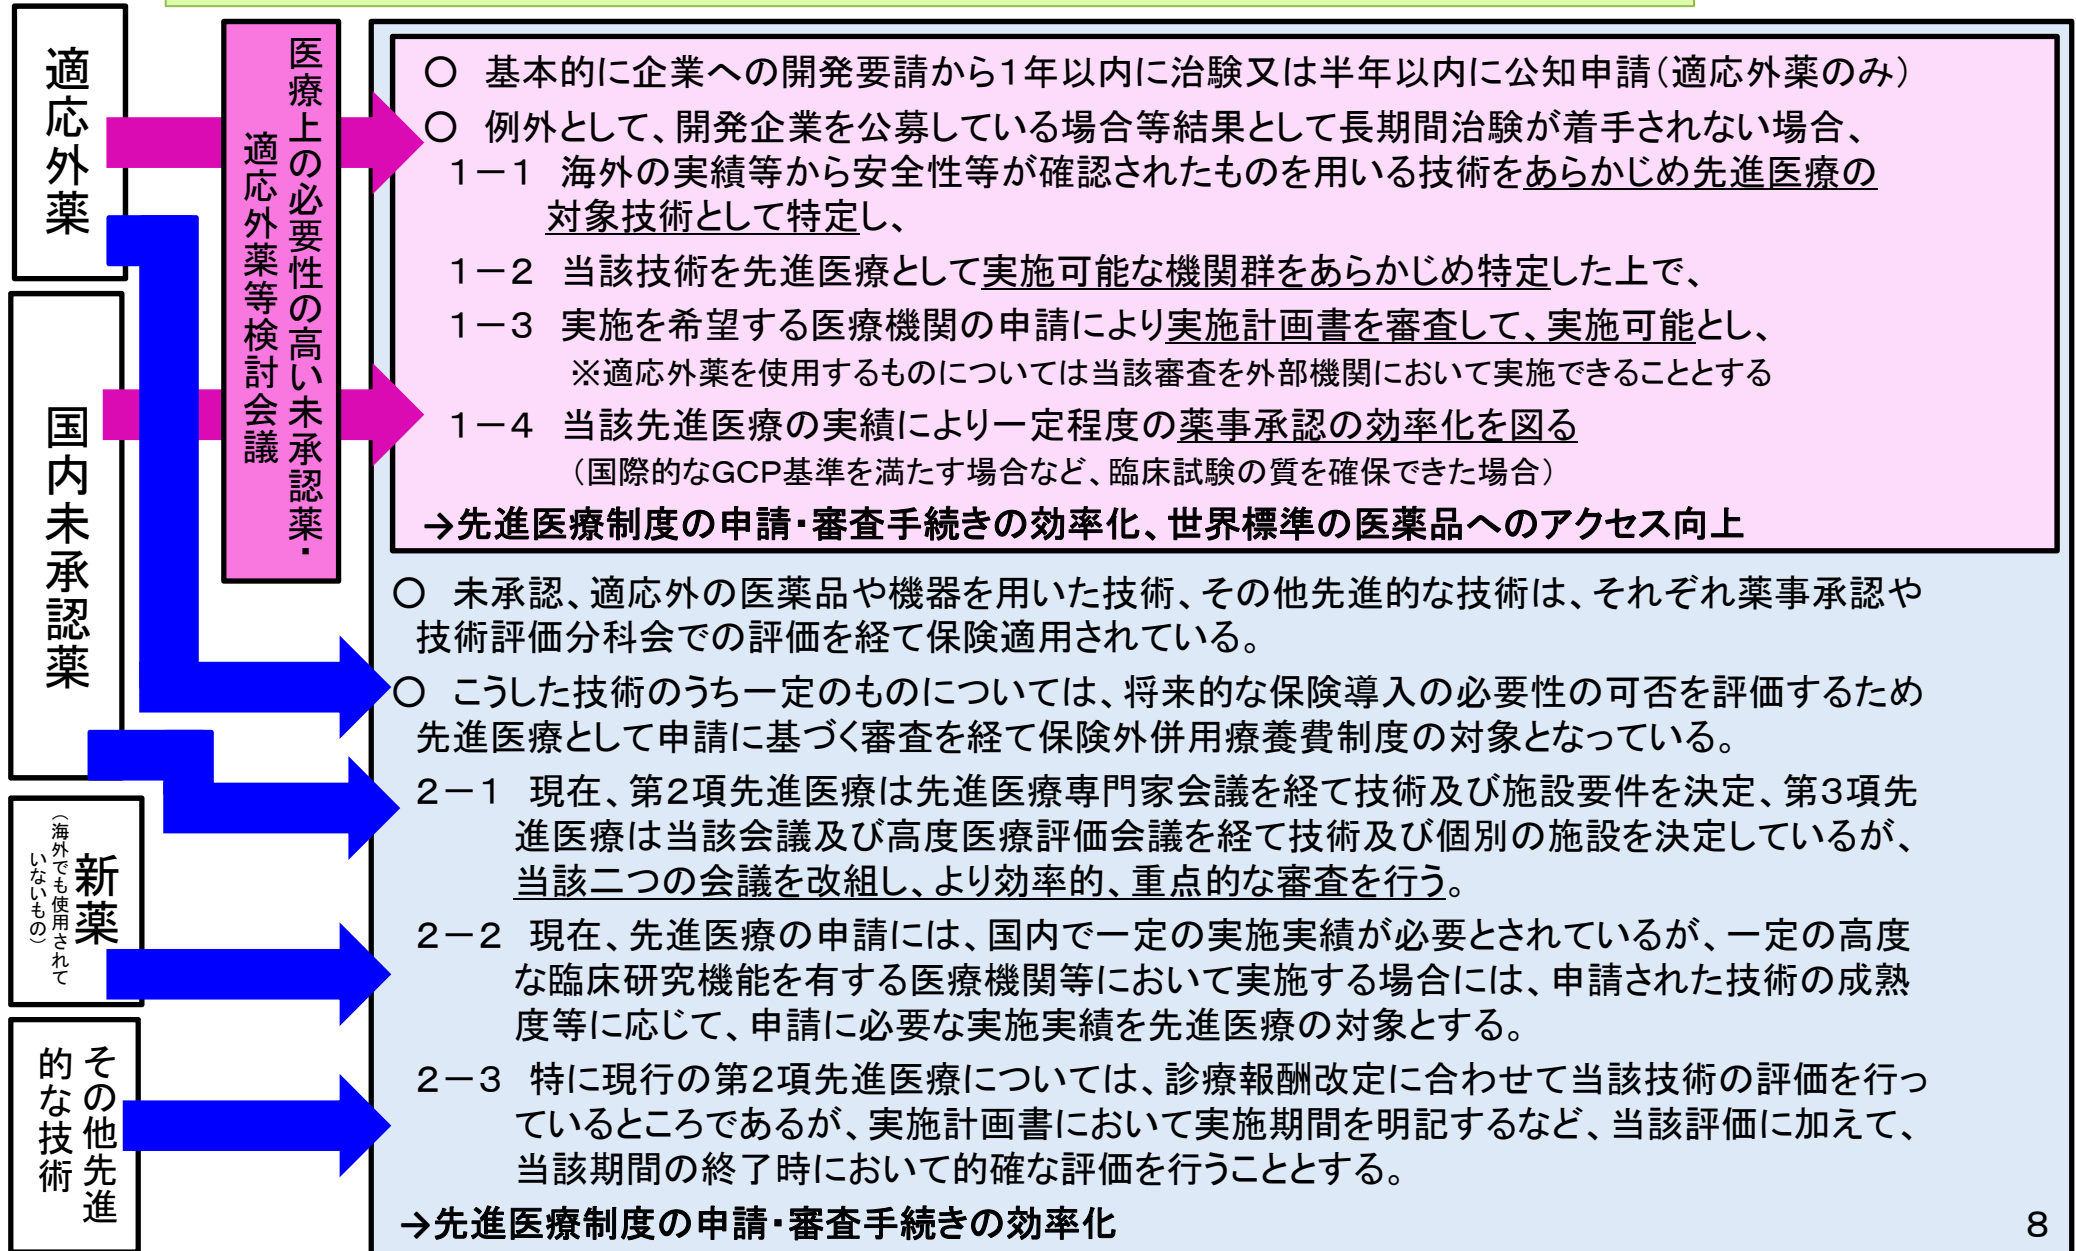 適応外薬
国内未承認薬
新薬
（海外でも使用されて
いないもの）
その他先進
的な技術
医療上の必要性の高い未承認薬・
適応外薬等検討会議
○　基本的に企業への開発要請から１年以内に治験又は半年以内に公知申請（適応外薬のみ）
○　例外として、開発企業を公募している場合等結果として長期間治験が着手されない場合、
１－１　海外の実績等から安全性等が確認されたものを用いる技術をあらかじめ先進医療の
対象技術として特定し、
１－２　当該技術を先進医療として実施可能な機関群をあらかじめ特定した上で、
１－３　実施を希望する医療機関の申請により実施計画書を審査して、実施可能とし、
※適応外薬を使用するものについては当該審査を外部機関において実施できることとする
１－４　当該先進医療の実績により一定程度の薬事承認の効率化を図る
（国際的なGCP基準を満たす場合など、臨床試験の質を確保できた場合）
→先進医療制度の申請・審査手続きの効率化、世界標準の医薬品へのアクセス向上
○　未承認、適応外の医薬品や機器を用いた技術、その他先進的な技術は、それぞれ薬事承認や
技術評価分科会での評価を経て保険適用されている。
○　こうした技術のうち一定のものについては、将来的な保険導入の必要性の可否を評価するため
先進医療として申請に基づく審査を経て保険外併用療養費制度の対象となっている。
２－１　現在、第２項先進医療は先進医療専門家会議を経て技術及び施設要件を決定、第３項先
進医療は当該会議及び高度医療評価会議を経て技術及び個別の施設を決定しているが、
当該二つの会議を改組し、より効率的、重点的な審査を行う。
２－２　現在、先進医療の申請には、国内で一定の実施実績が必要とされているが、一定の高度
な臨床研究機能を有する医療機関等において実施する場合には、申請された技術の成熟
度等に応じて、申請に必要な実施実績を先進医療の対象とする。
２－３　特に現行の第２項先進医療については、診療報酬改定に合わせて当該技術の評価を行っ
ているところであるが、実施計画書において実施期間を明記するなど、当該評価に加えて、
当該期間の終了時において的確な評価を行うこととする。
→先進医療制度の申請・審査手続きの効率化
8